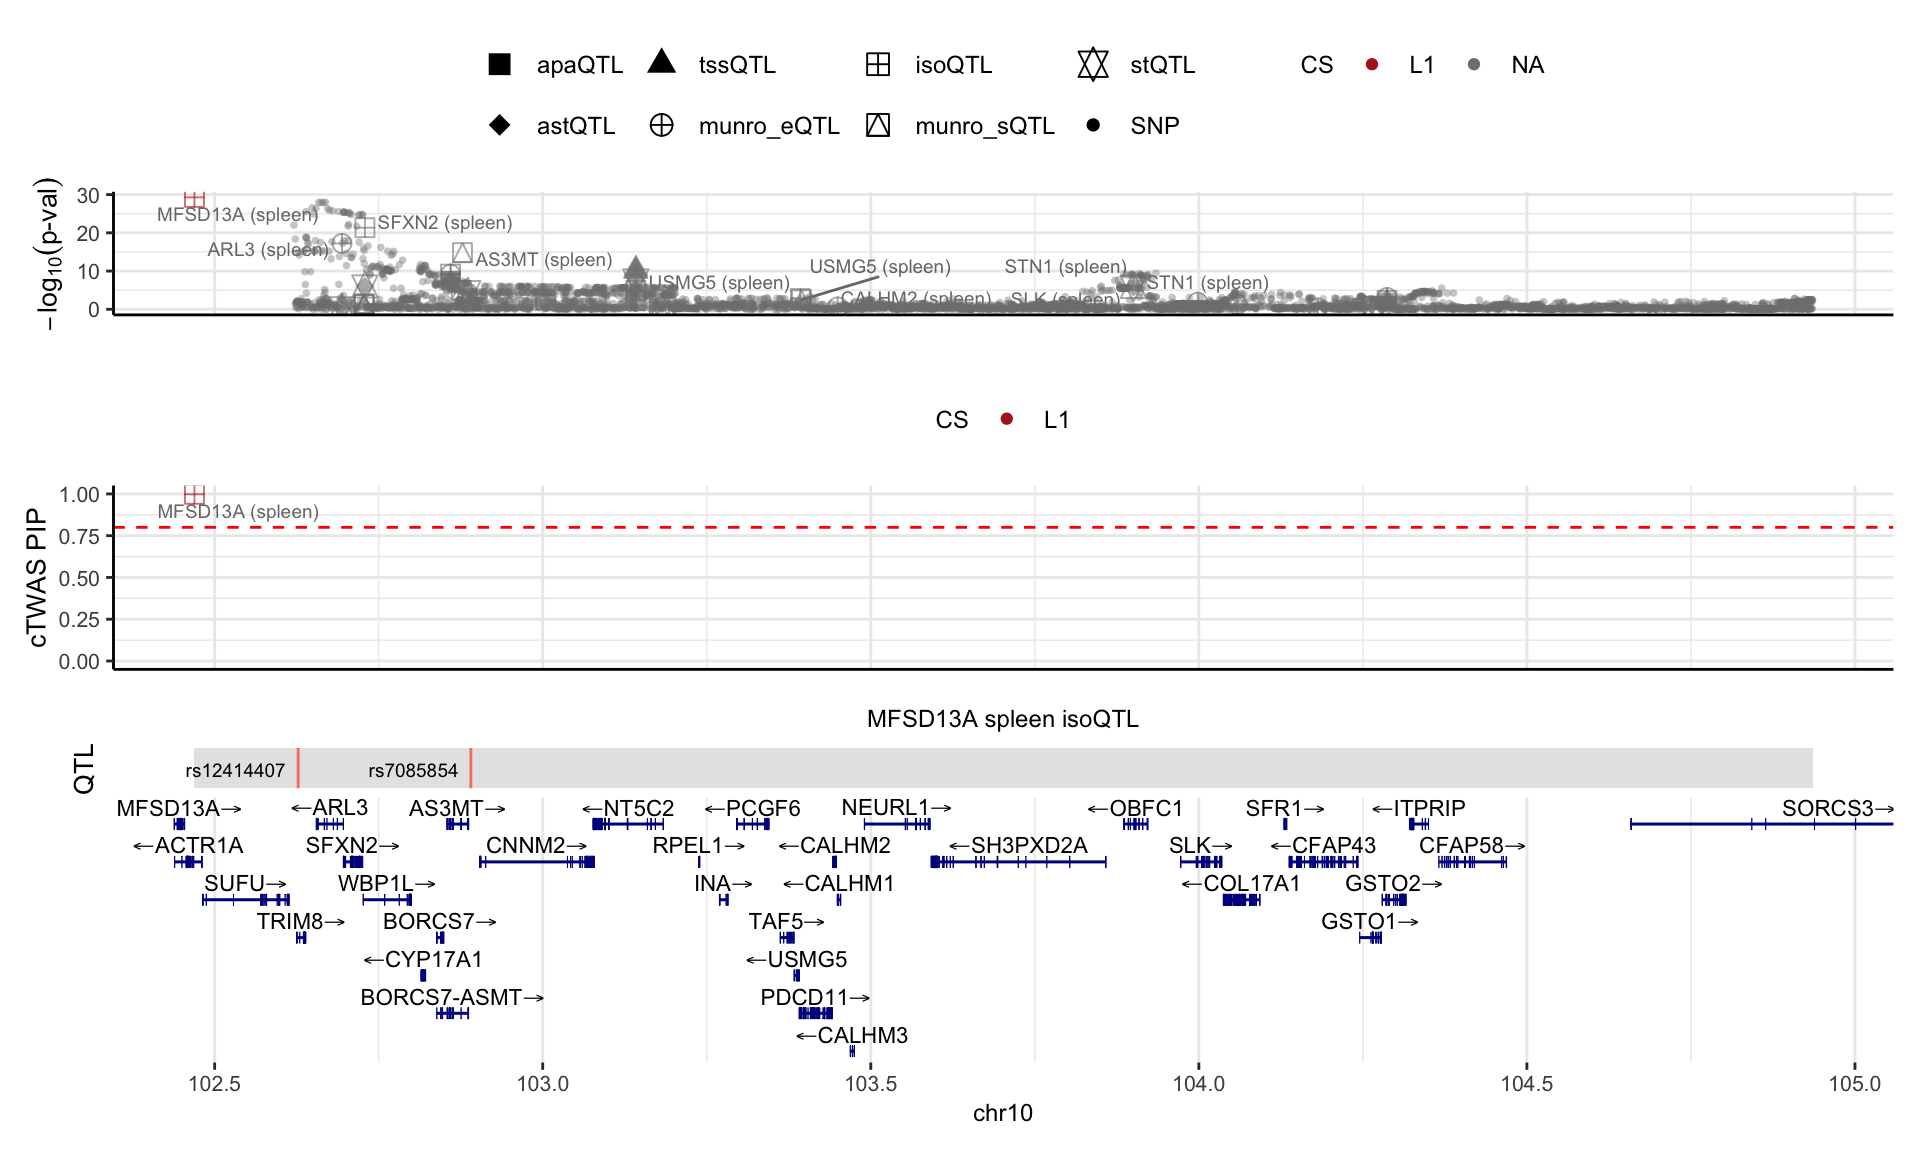 apaQTL tssQTL isoQTL stQTL CS L1 NA
astQTL munro_eQTL munro_sQTL SNP
−log10(p-val)
30
20
10
0
MFSD13A (spleen)
SFXN2 (spleen)
ARL3 (spleen)
AS3MT (spleen)
USMG5 (spleen)
USMG5 (spleen)
CALHM2 (spleen)
STN1 (spleen)
STN1 (spleen)
SLK (spleen)
CS L1
cTWAS PIP
1.00
0.75
0.50
0.25
0.00
MFSD13A (spleen)
MFSD13A spleen isoQTL
QTL
rs12414407 rs7085854
MFSD13A→ ←ARL3 AS3MT→ ←NT5C2 ←PCGF6 NEURL1→ ←OBFC1 SFR1→ ←ITPRIP SORCS3→
←ACTR1A SFXN2→ CNNM2→ RPEL1→ ←CALHM2 ←SH3PXD2A SLK→ ←CFAP43 CFAP58→
SUFU→ WBP1L→ INA→ ←CALHM1 ←COL17A1 GSTO2→
TRIM8→ BORCS7→ TAF5→ GSTO1→
←CYP17A1 ←USMG5
BORCS7-ASMT→ PDCD11→
←CALHM3
102.5 103.0 103.5 104.0 104.5 105.0
chr10